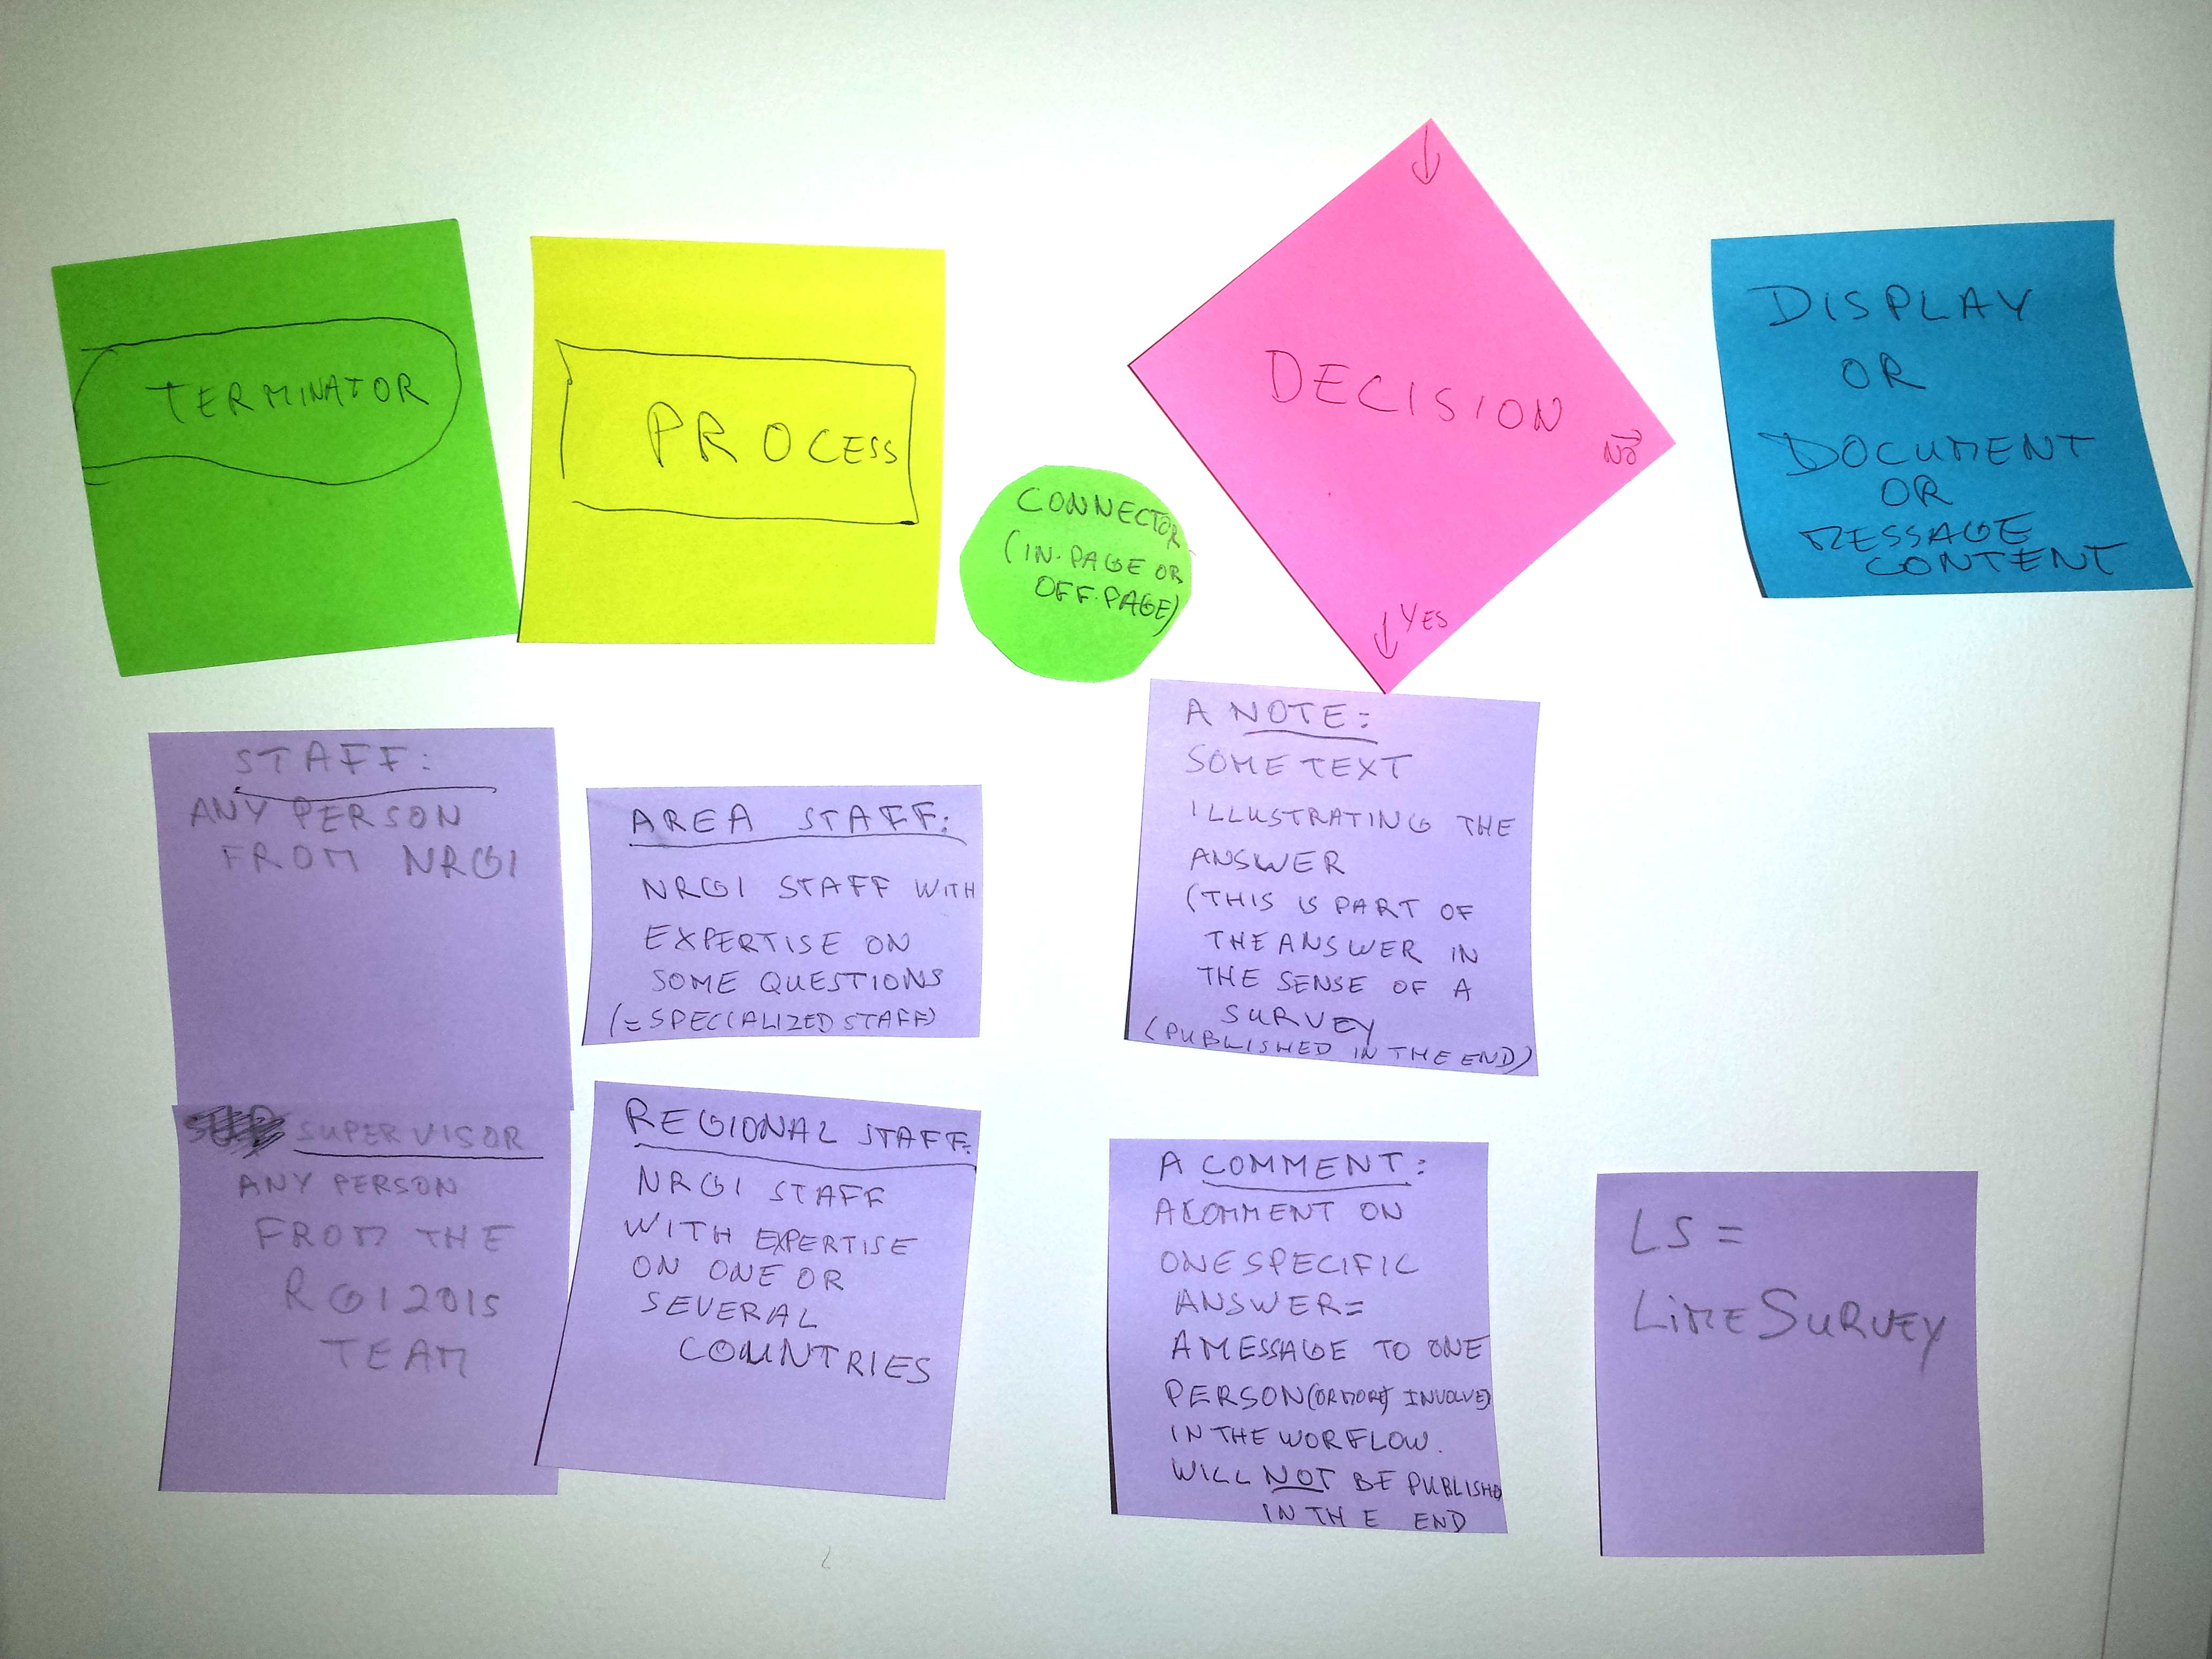 TERMINATOR
PROCESS
CONNECTOR
(IN-PAGE OR
OFF-PAGE)
DECISION
NO
YES
DISPLAY
OR
DOCUMENT
OR
MESSAGE
CONTENT
STAFF:
ANY PERSON
FROM NRGI
AREA STAFF:
NRGI STAFF WITH
EXPERTISE ON
SOME QUESTIONS
(=SPECIALIZED STAFF)
A NOTE:
SOME TEXT
ILLUSTRATING THE
ANSWER
(THIS IS PART OF
THE ANSWER IN
THE SENSE OF A
SURVEY
(PUBLISHED IN THE END)
SUPERVISOR
ANY PERSON
FROM THE
RGI2015
TEAM
REGIONAL STAFF:
NRGI STAFF
WITH EXPERTISE
ON ONE OR
SEVERAL
COUNTRIES
A COMMENT:
A COMMENT ON
ONE SPECIFIC
ANSWER=
A MESSAGE TO ONE
PERSON (OR MORE) INVOLVE)
IN THE WORFLOW.
WILL NOT BE PUBLISHD
IN THE END
LS =
LIMESURVEY